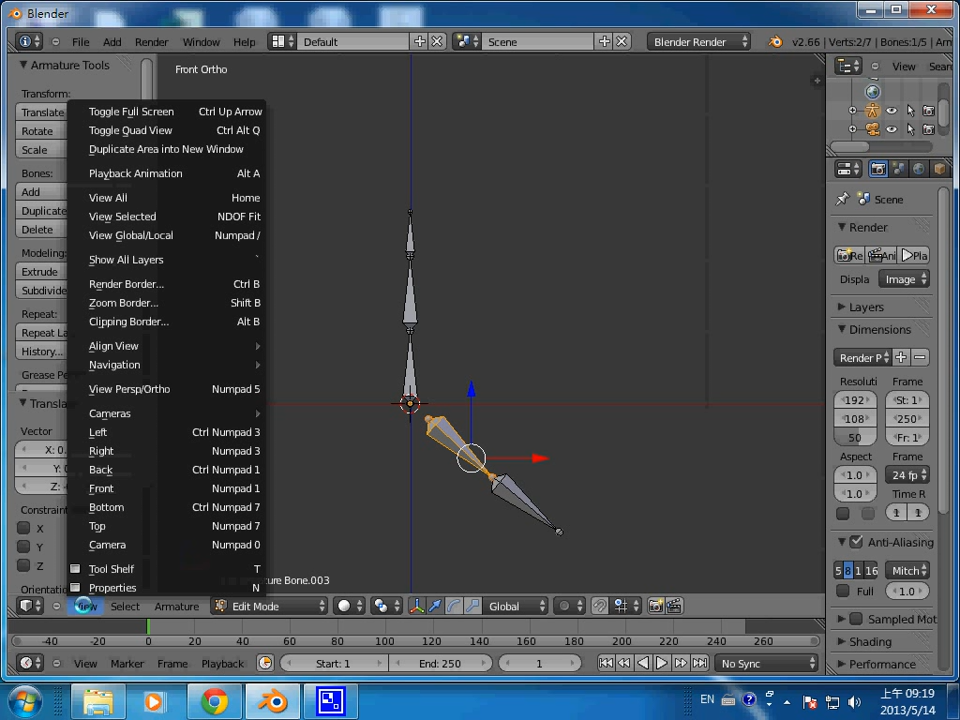 Blender
File Add Render Window Help Default Scene Blender Render v2.66 | Verts:2/7 | Bones:1/5 | Arm
Armature Tools
Front Ortho
View Sear
Transform:
Translate
Rotate
Scale
Bones:
Add
Duplicate
Delete
Modeling:
Extrude
Subdivide
Repeat:
Repeat La
History...
Grease Pe
Transla
Vector
X: 0.
Y: 0
Z: -
Constrai
X
Y
Z
Orientatio
Toggle Full Screen Ctrl Up Arrow
Toggle Quad View Ctrl Alt Q
Duplicate Area into New Window
Playback Animation Alt A
View All Home
View Selected NDOF Fit
View Global/Local Numpad /
Show All Layers `
Render Border... Ctrl B
Zoom Border... Shift B
Clipping Border... Alt B
Align View
Navigation
View Persp/Ortho Numpad 5
Cameras
Left Ctrl Numpad 3
Right Numpad 3
Back Ctrl Numpad 1
Front Numpad 1
Bottom Ctrl Numpad 7
Top Numpad 7
Camera Numpad 0
Tool Shelf T
Properties N
ture Bone.003
View Select Armature Edit Mode Global
Scene
Render
Re Ani Pla
Displa Image
Layers
Dimensions
Render P
Resoluti Frame
192 St: 1
108 250
50 Fr: 1
Aspect Frame
1.0 24 fp
1.0 Time R
1 1
Anti-Aliasing
5 8 1 16 Mitch
Full 1.0
Sampled Mot
Shading
Performance
-40 -20 0 20 40 60 80 100 120 140 160 180 200 220 240 260
View Marker Frame Playback Start: 1 End: 250 1 No Sync
EN 上午 09:19
2013/5/14